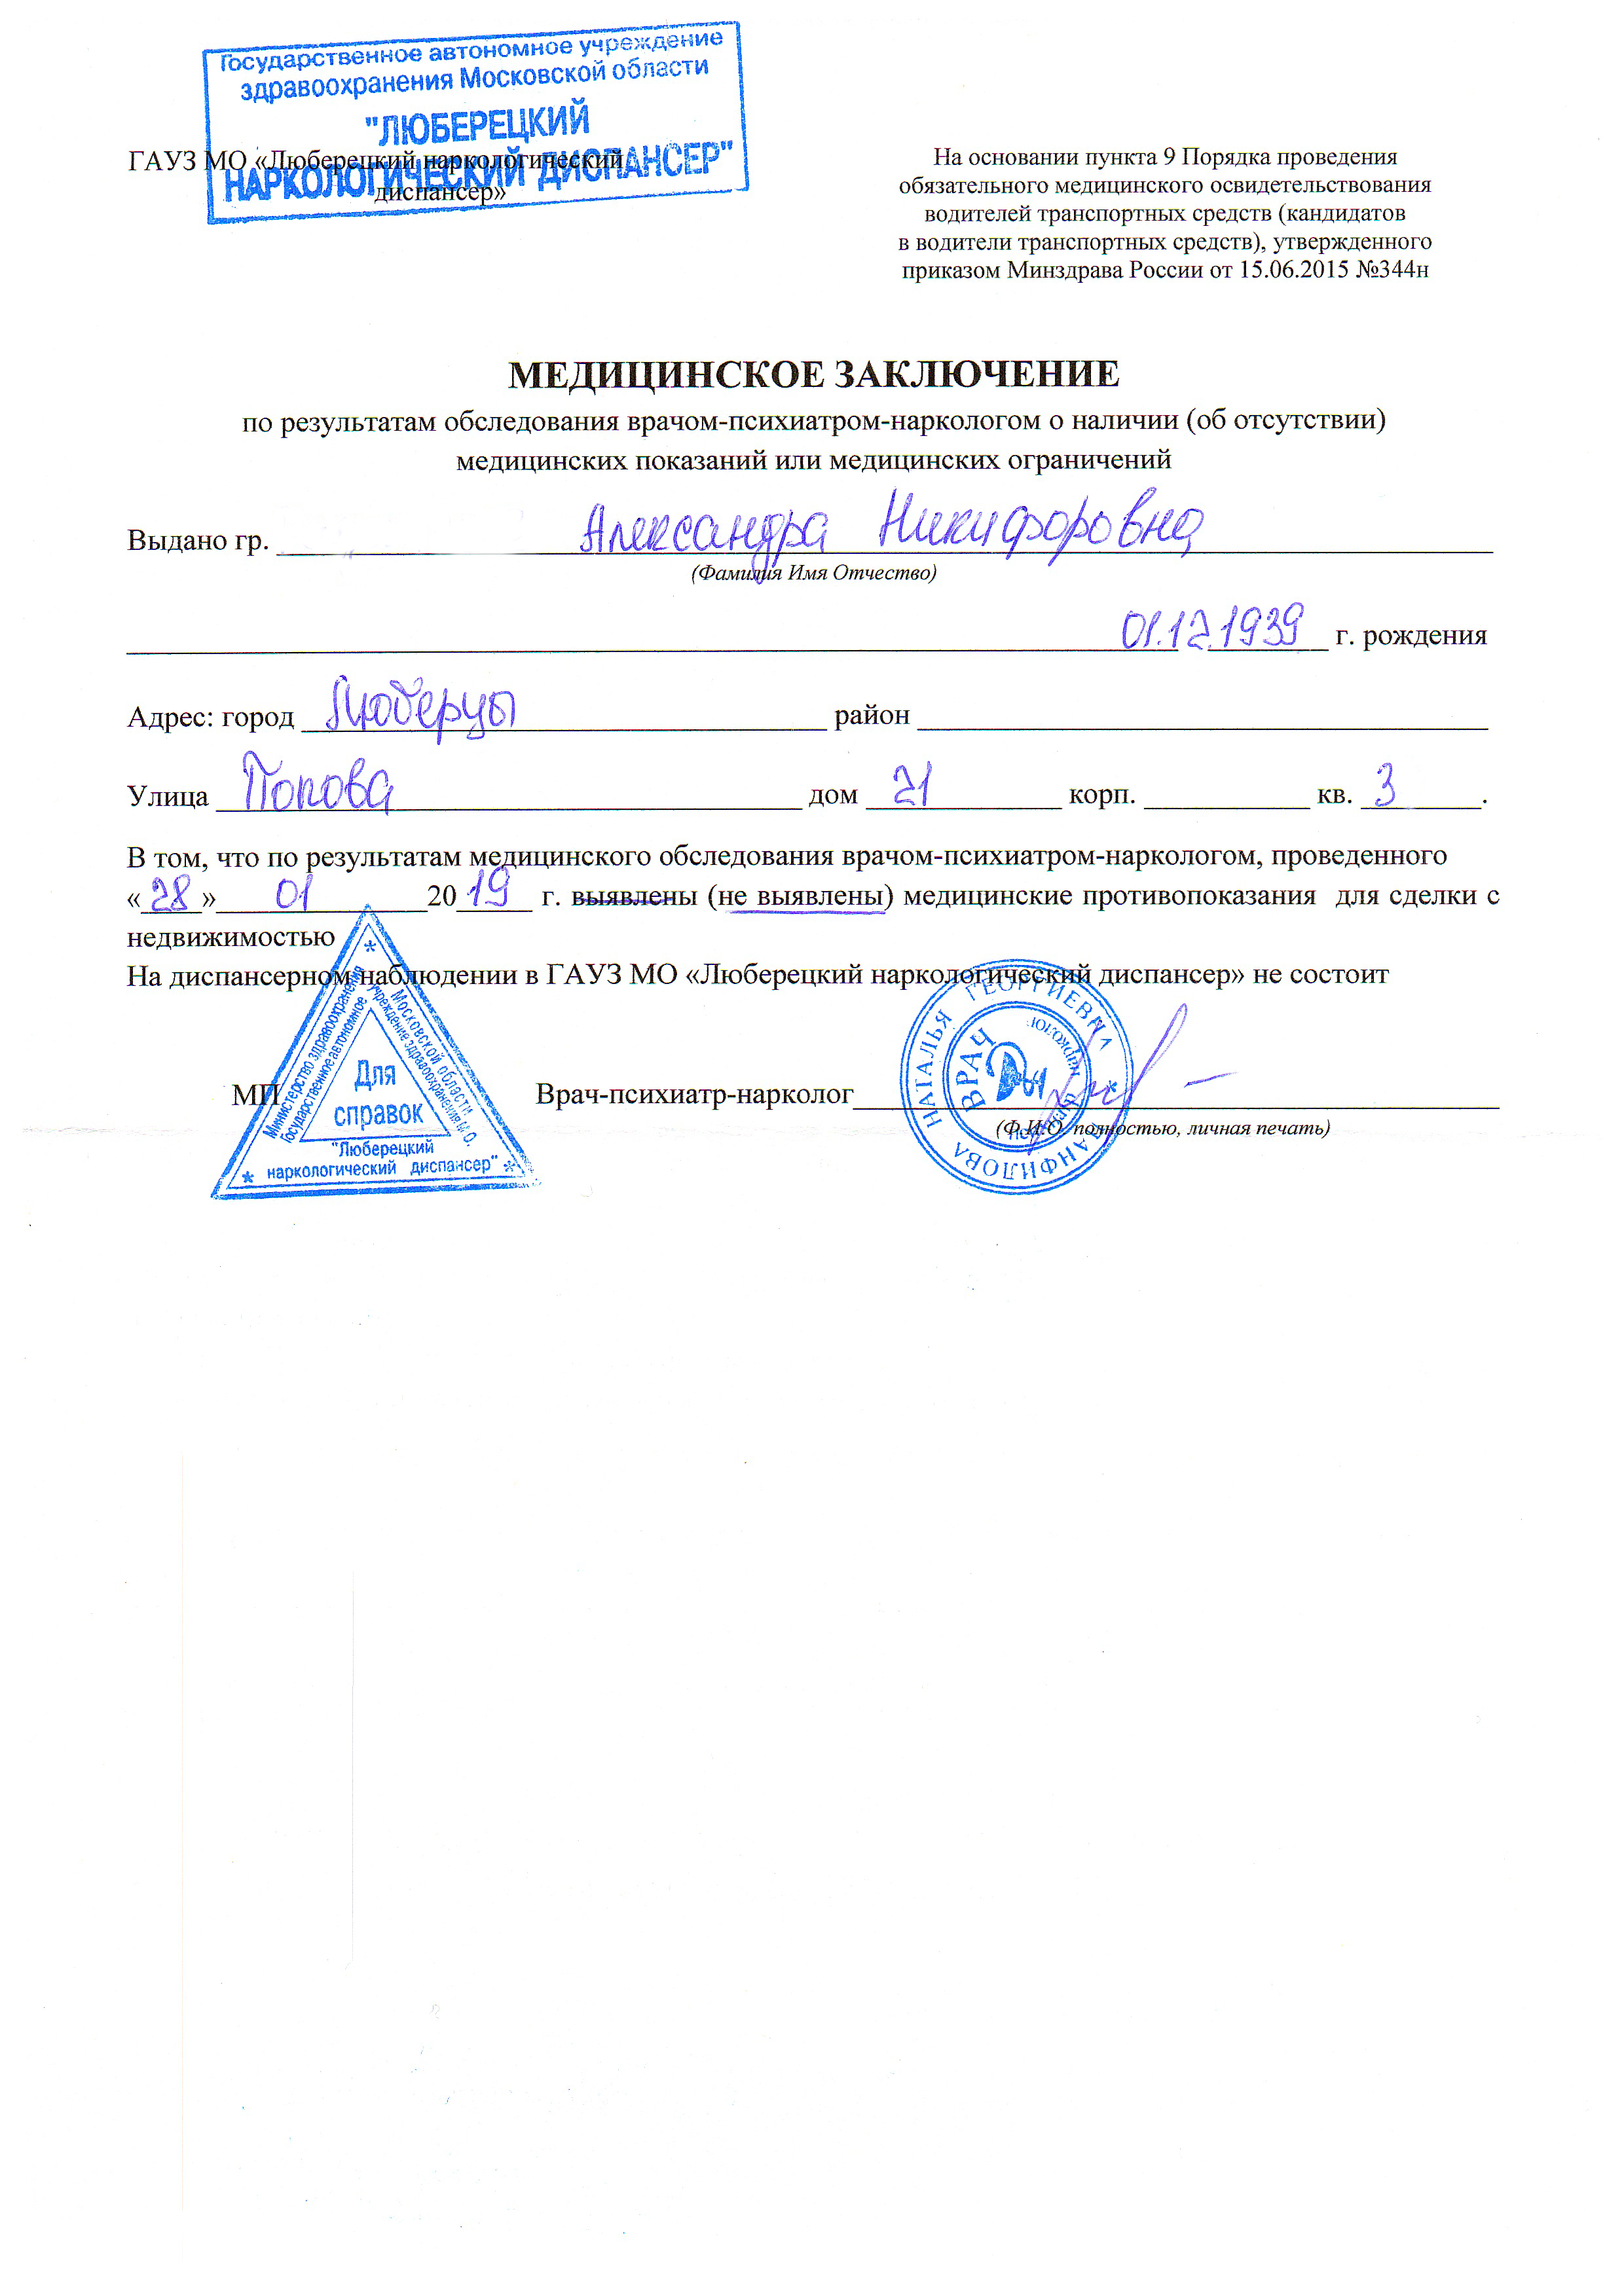 Государственное автономное учреждение
здравоохранения Московской области
"ЛЮБЕРЕЦКИЙ
НАРКОЛОГИЧЕСКИЙ ДИСПАНСЕР"
ГАУЗ МО «Люберецкий наркологический
диспансер»
На основании пункта 9 Порядка проведения
обязательного медицинского освидетельствования
водителей транспортных средств (кандидатов
в водители транспортных средств), утвержденного
приказом Минздрава России от 15.06.2015 №344н
МЕДИЦИНСКОЕ ЗАКЛЮЧЕНИЕ
по результатам обследования врачом-психиатром-наркологом о наличии (об отсутствии)
медицинских показаний или медицинских ограничений
Выдано гр. Александра Никифоровна
(Фамилия Имя Отчество)
01.12.1939 г. рождения
Адрес: город Люберцы район
Улица Попова дом 21 корп. кв. 3.
В том, что по результатам медицинского обследования врачом-психиатром-наркологом, проведенного
«28» 01 2019 г. выявлены (не выявлены) медицинские противопоказания для сделки с
недвижимостью
На диспансерном наблюдении в ГАУЗ МО «Люберецкий наркологический диспансер» не состоит
Министерство здравоохранения
Московской области
Государственное автономное
учреждение здравоохранения М.О.
Для
справок
"Люберецкий
наркологический диспансер"
МП Врач-психиатр-нарколог
(Ф.И.О. полностью, личная печать)
ПАНФИЛОВА НАТАЛЬЯ ГЕОРГИЕВНА
ВРАЧ